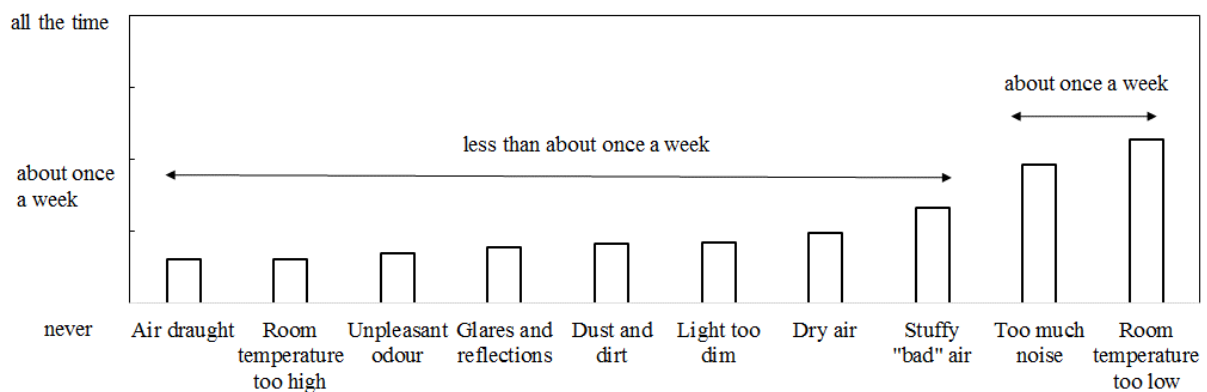 all the time
about once a week
less than about once a week
about once
a week
never
Air draught
Room
temperature
too high
Unpleasant
odour
Glares and
reflections
Dust and
dirt
Light too
dim
Dry air
Stuffy
"bad" air
Too much
noise
Room
temperature
too low